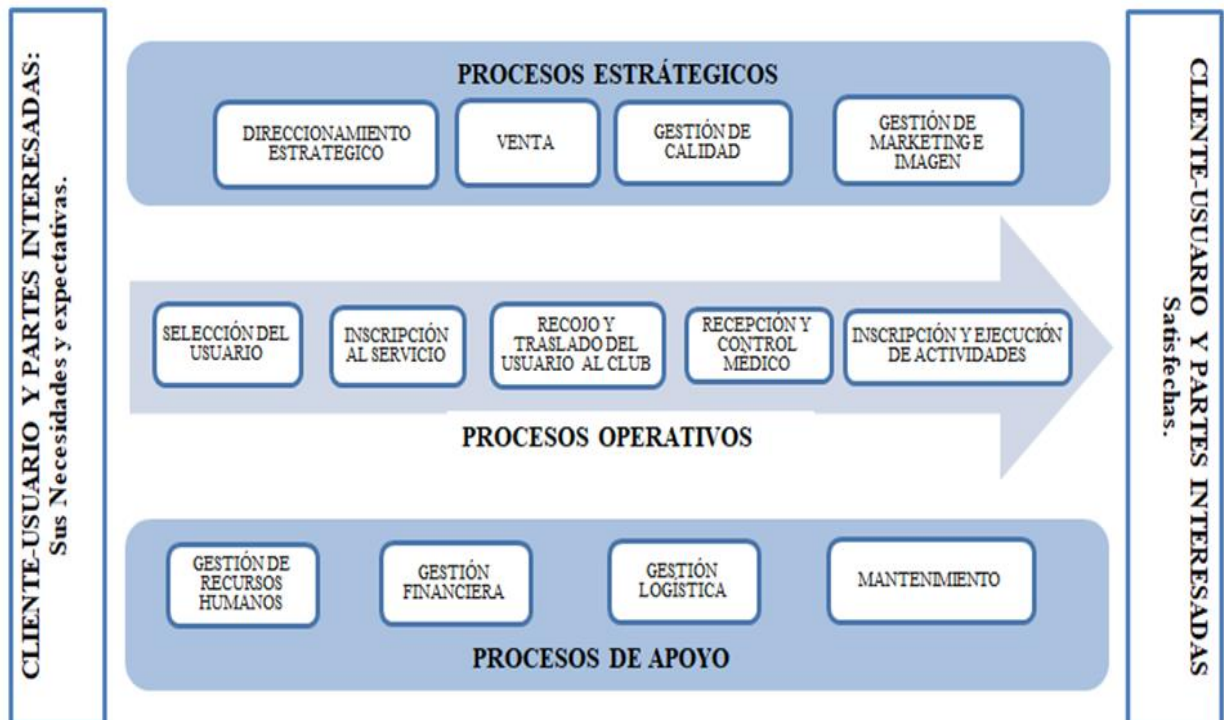 CLIENTE-USUARIO Y PARTES INTERESADAS:
Sus Necesidades y expectativas.
PROCESOS ESTRÁTEGICOS
DIRECCIONAMIENTO
ESTRATEGICO
VENTA
GESTIÓN DE
CALIDAD
GESTIÓN DE
MARKETING E
IMAGEN
SELECCIÓN DEL
USUARIO
INSCRIPCIÓN
AL SERVICIO
RECOJO Y
TRASLADO DEL
USUARIO AL CLUB
RECEPCIÓN Y
CONTROL
MÉDICO
INSCRIPCIÓN Y EJECUCIÓN
DE ACTIVIDADES
PROCESOS OPERATIVOS
GESTIÓN DE
RECURSOS
HUMANOS
GESTIÓN
FINANCIERA
GESTIÓN
LOGÍSTICA
MANTENIMIENTO
PROCESOS DE APOYO
CLIENTE-USUARIO Y PARTES INTERESADAS
Satisfechas.